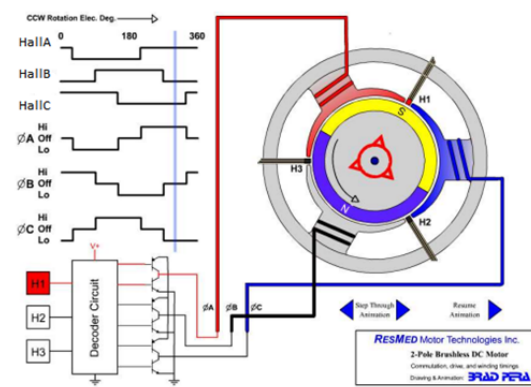 CCW Rotation Elec. Deg.
0 180 360
HallA
HallB
HallC
Hi
ØA Off
Lo
Hi
ØB Off
Lo
Hi
ØC Off
Lo
V+
H1
H2
H3
Decoder Circuit
ØA ØB ØC
S
N
H1
H2
H3
Step Through
Animation
Resume
Animation
RESMED Motor Technologies Inc.
2-Pole Brushless DC Motor
Commutation, drive, and winding timings
Drawing & Animation: BRAD PERA